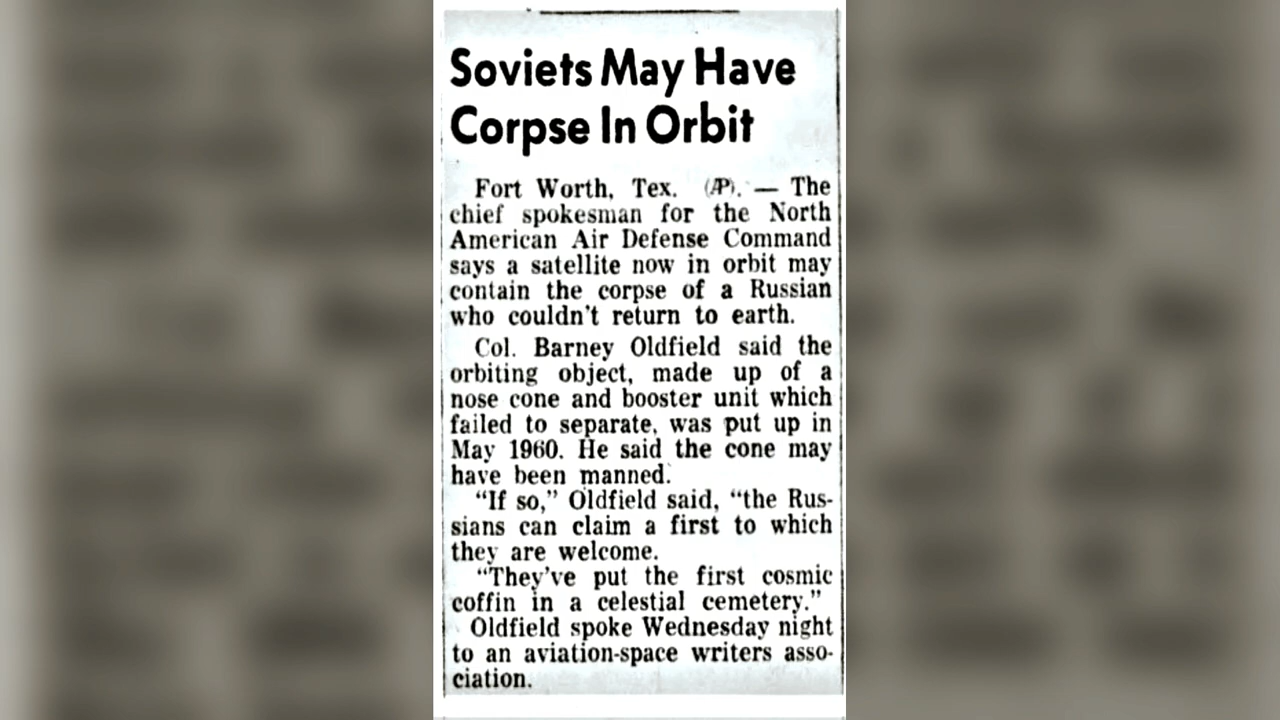 Soviets May Have
Corpse In Orbit
Fort Worth, Tex. (AP). — The
chief spokesman for the North
American Air Defense Command
says a satellite now in orbit may
contain the corpse of a Russian
who couldn't return to earth.
Col. Barney Oldfield said the
orbiting object, made up of a
nose cone and booster unit which
failed to separate, was put up in
May 1960. He said the cone may
have been manned.
"If so," Oldfield said, "the Rus-
sians can claim a first to which
they are welcome.
"They've put the first cosmic
coffin in a celestial cemetery."
Oldfield spoke Wednesday night
to an aviation-space writers asso-
ciation.